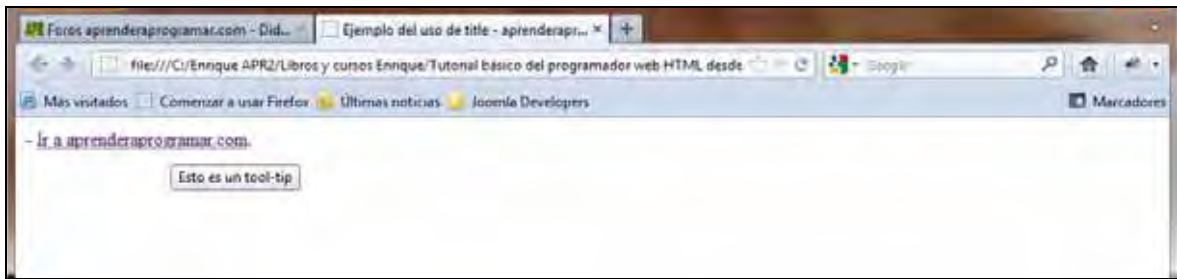 Foros aprenderaprogramar.com - Did...
Ejemplo del uso de title - aprenderapr... × +
file:///C:/Enrique APR2/Libros y cursos Enrique/Tutorial básico del programador web HTML desde
Google
Más visitados Comenzar a usar Firefox Últimas noticias Joomla Developers Marcadores
- Ir a aprenderaprogramar.com.
Esto es un tool-tip